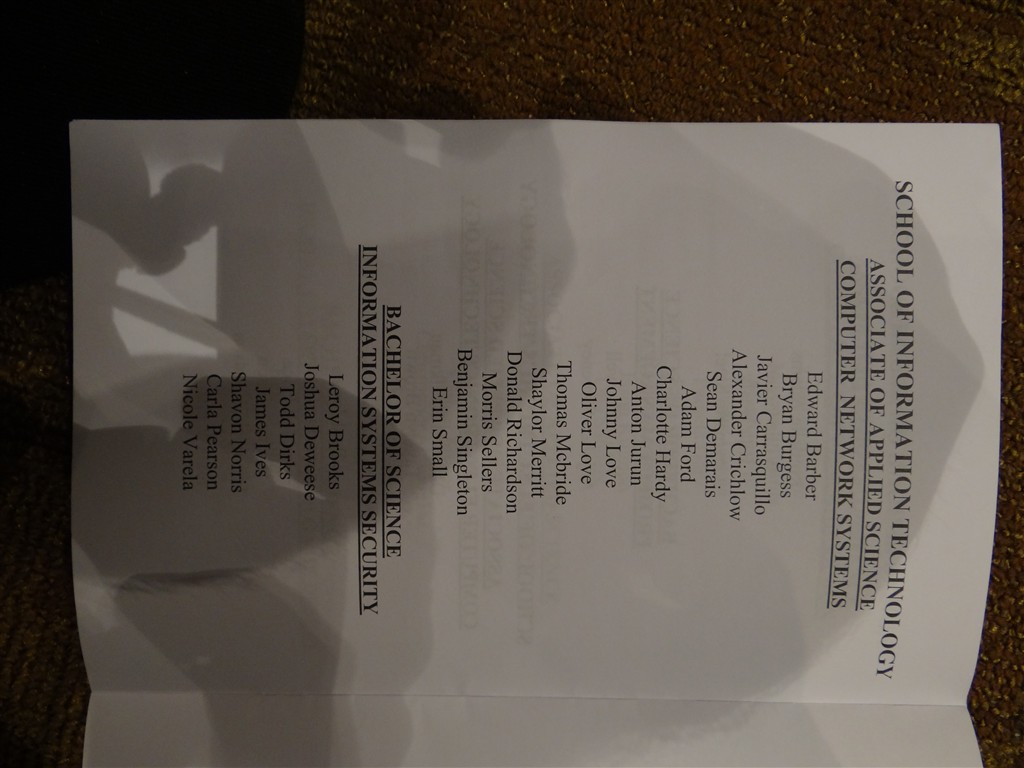 SCHOOL OF INFORMATION TECHNOLOGY
ASSOCIATE OF APPLIED SCIENCE
COMPUTER NETWORK SYSTEMS
Edward Barber
Bryan Burgess
Javier Carrasquillo
Alexander Crichlow
Sean Demarais
Adam Ford
Charlotte Hardy
Anton Jurun
Johnny Love
Oliver Love
Thomas Mcbride
Shaylor Merritt
Donald Richardson
Morris Sellers
Benjamin Singleton
Erin Small
BACHELOR OF SCIENCE
INFORMATION SYSTEMS SECURITY
Leroy Brooks
Joshua Deweese
Todd Dirks
James Ives
Shavon Norris
Carla Pearson
Nicole Varela